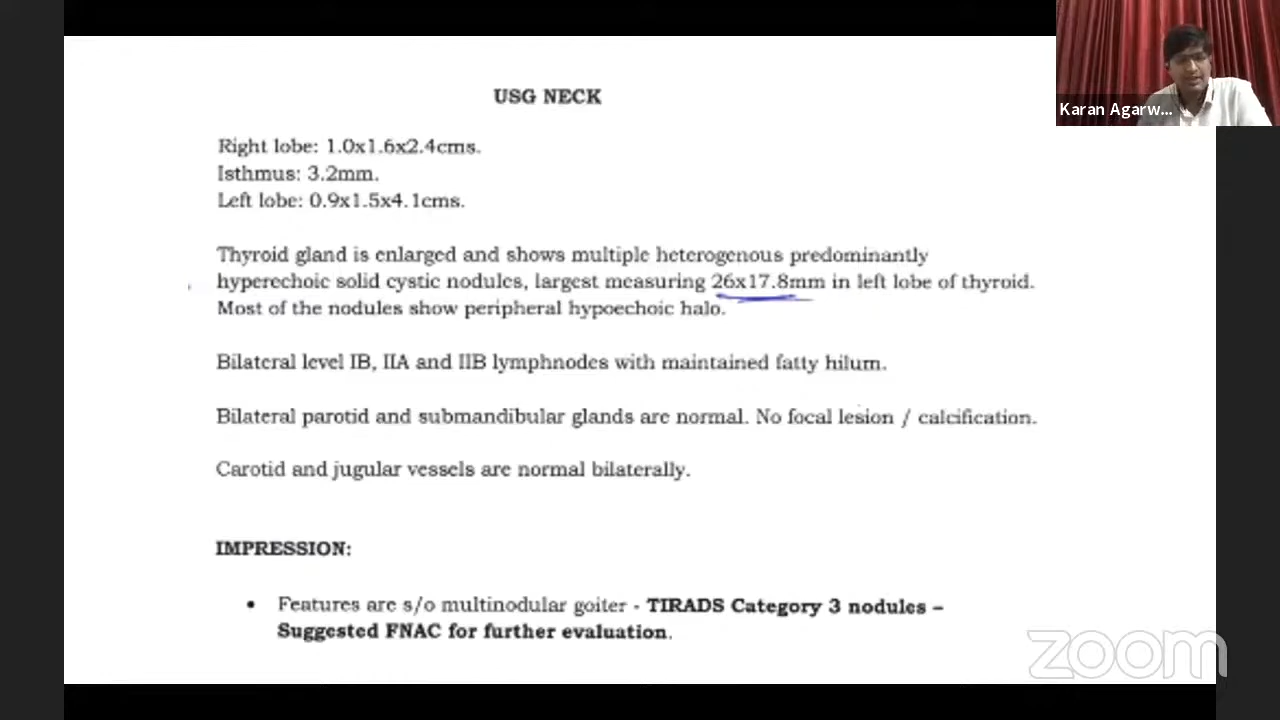 USG NECK
Karan Agarw...
Right lobe: 1.0x1.6x2.4cms.
Isthmus: 3.2mm.
Left lobe: 0.9x1.5x4.1cms.
Thyroid gland is enlarged and shows multiple heterogenous predominantly
hyperechoic solid cystic nodules, largest measuring 26x17.8mm in left lobe of thyroid.
Most of the nodules show peripheral hypoechoic halo.
Bilateral level IB, IIA and IIB lymphnodes with maintained fatty hilum.
Bilateral parotid and submandibular glands are normal. No focal lesion / calcification.
Carotid and jugular vessels are normal bilaterally.
IMPRESSION:
• Features are s/o multinodular goiter - TIRADS Category 3 nodules –
Suggested FNAC for further evaluation.
zoom